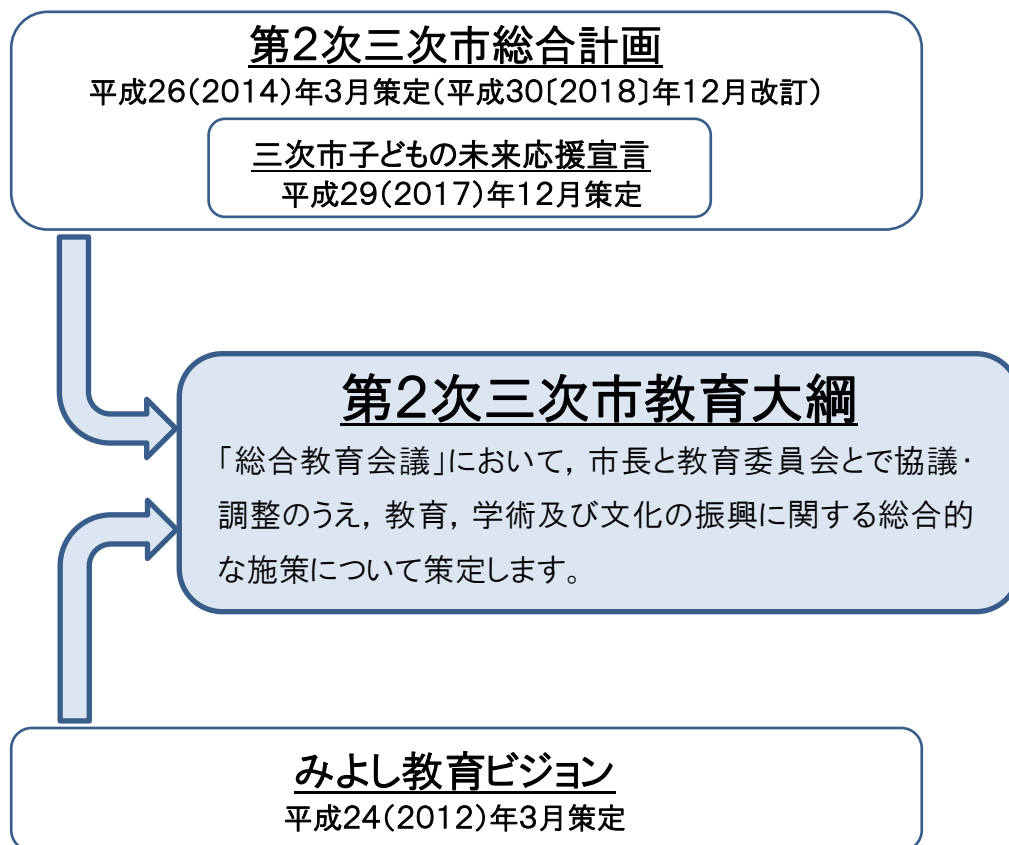 第2次三次市総合計画
平成26(2014)年3月策定(平成30〔2018〕年12月改訂)
三次市子どもの未来応援宣言
平成29(2017)年12月策定
第2次三次市教育大綱
「総合教育会議」において，市長と教育委員会とで協議・
調整のうえ，教育，学術及び文化の振興に関する総合的
な施策について策定します。
みよし教育ビジョン
平成24(2012)年3月策定